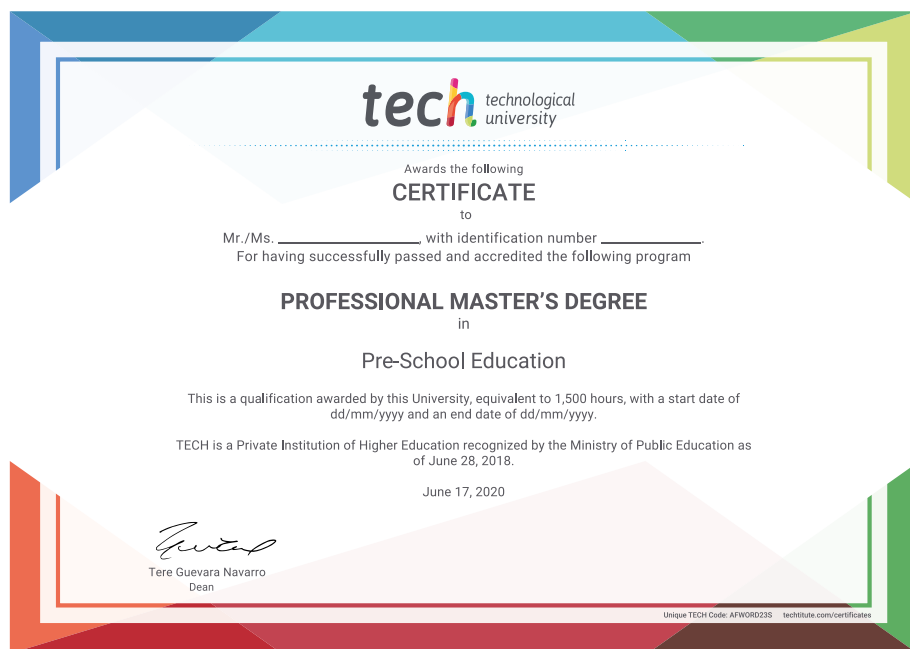 tech technological
university
Awards the following
CERTIFICATE
to
Mr./Ms. ____________________, with identification number ______________.
For having successfully passed and accredited the following program
PROFESSIONAL MASTER'S DEGREE
in
Pre-School Education
This is a qualification awarded by this University, equivalent to 1,500 hours, with a start date of
dd/mm/yyyy and an end date of dd/mm/yyyy.
TECH is a Private Institution of Higher Education recognized by the Ministry of Public Education as
of June 28, 2018.
June 17, 2020
Tere Guevara Navarro
Dean
Unique TECH Code: AFWORD23S techtitute.com/certificates